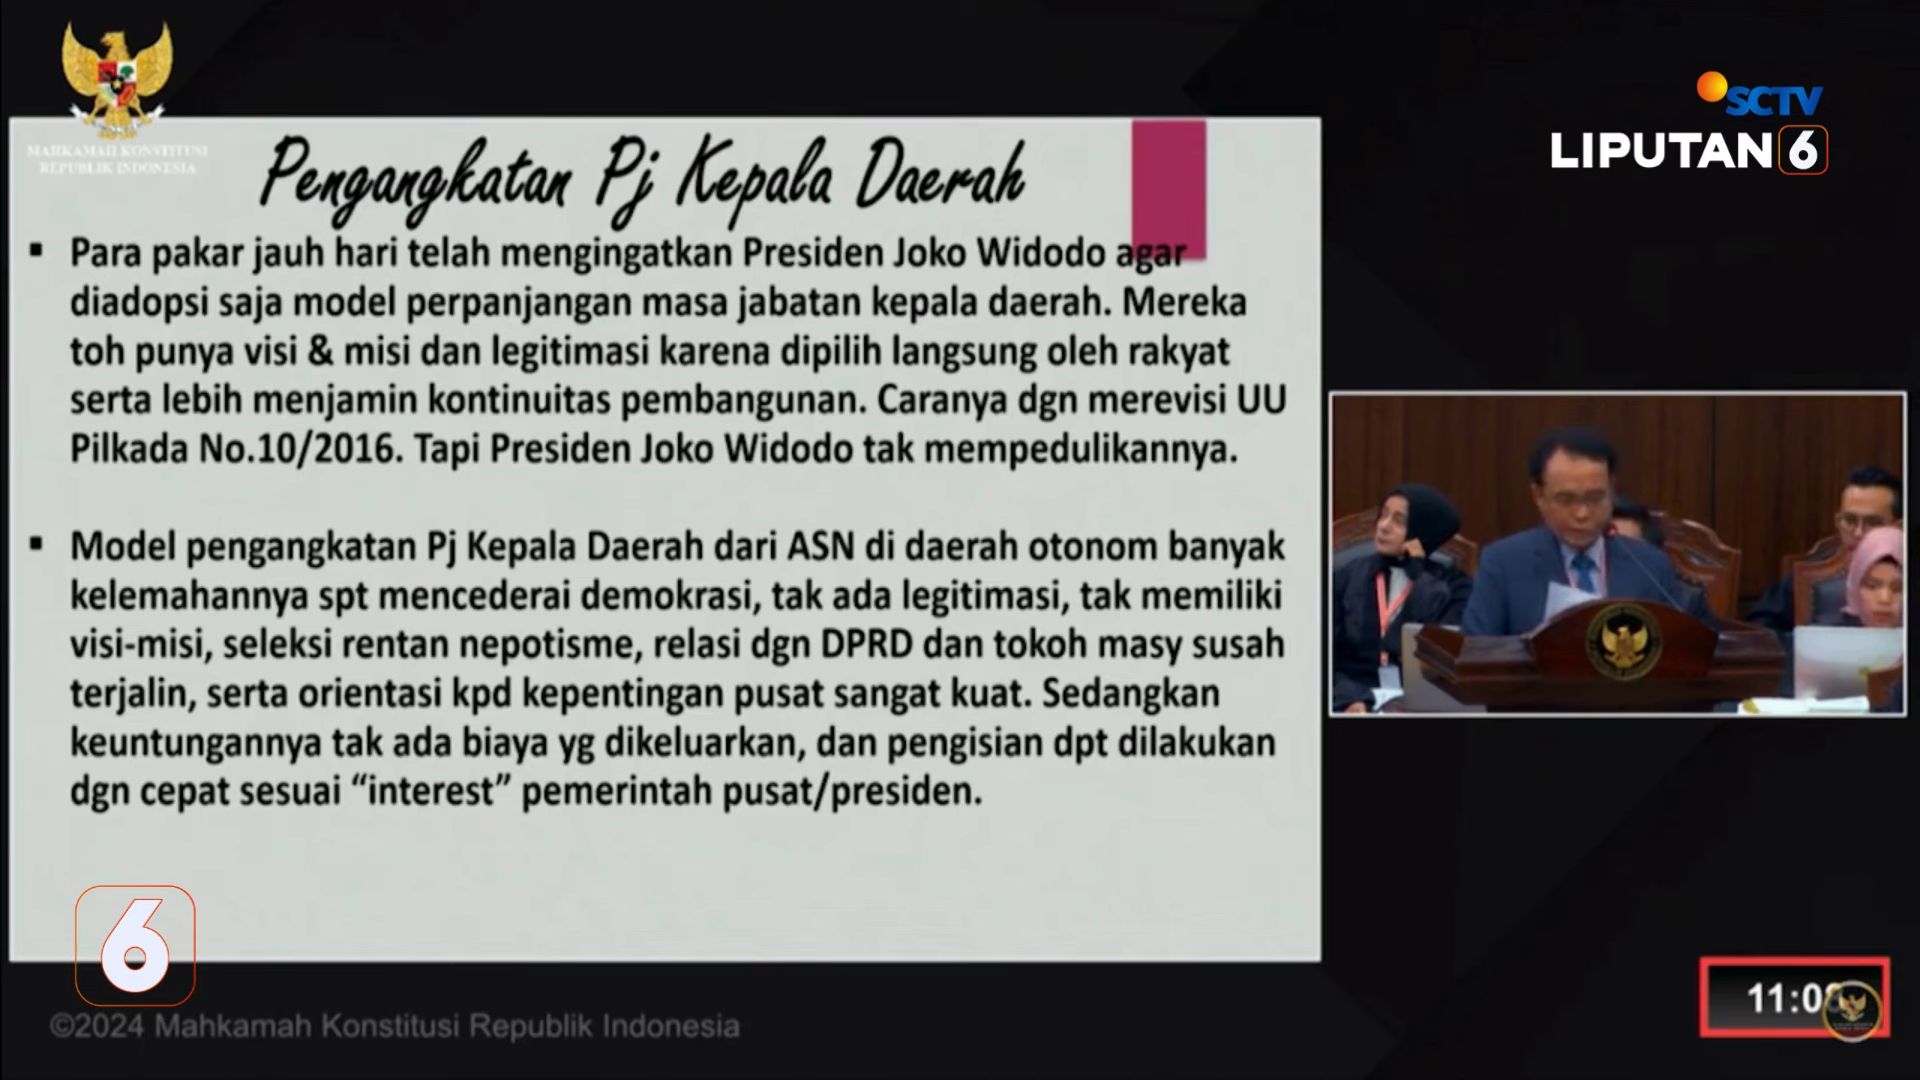 MAHKAMAH KONSTITUSI
REPUBLIK INDONESIA
SCTV
LIPUTAN 6
Pengangkatan Pj Kepala Daerah
▪ Para pakar jauh hari telah mengingatkan Presiden Joko Widodo agar
diadopsi saja model perpanjangan masa jabatan kepala daerah. Mereka
toh punya visi & misi dan legitimasi karena dipilih langsung oleh rakyat
serta lebih menjamin kontinuitas pembangunan. Caranya dgn merevisi UU
Pilkada No.10/2016. Tapi Presiden Joko Widodo tak mempedulikannya.
▪ Model pengangkatan Pj Kepala Daerah dari ASN di daerah otonom banyak
kelemahannya spt mencederai demokrasi, tak ada legitimasi, tak memiliki
visi-misi, seleksi rentan nepotisme, relasi dgn DPRD dan tokoh masy susah
terjalin, serta orientasi kpd kepentingan pusat sangat kuat. Sedangkan
keuntungannya tak ada biaya yg dikeluarkan, dan pengisian dpt dilakukan
dgn cepat sesuai “interest” pemerintah pusat/presiden.
6
©2024 Mahkamah Konstitusi Republik Indonesia